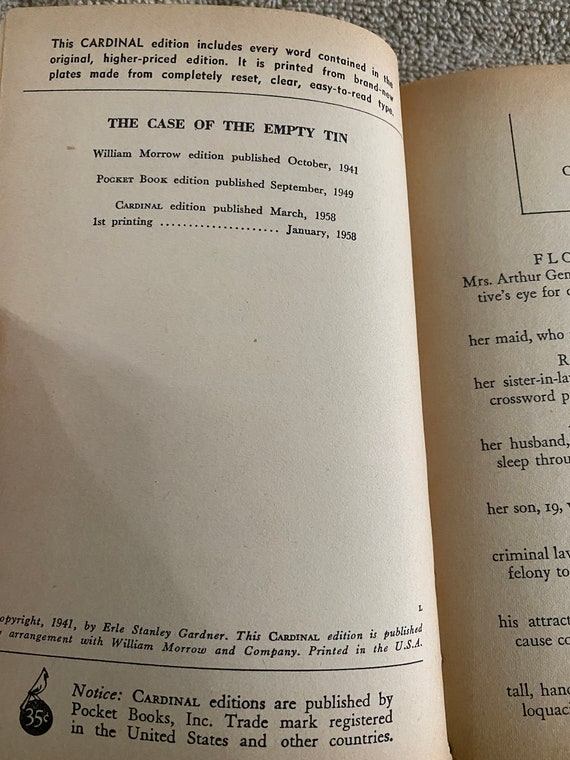 This CARDINAL edition includes every word contained in the
original, higher-priced edition. It is printed from brand-new
plates made from completely reset, clear, easy-to-read type.
THE CASE OF THE EMPTY TIN
William Morrow edition published October, 1941
POCKET BOOK edition published September, 1949
CARDINAL edition published March, 1958
1st printing ..................... January, 1958
L
opyright, 1941, by Erle Stanley Gardner. This CARDINAL edition is published
arrangement with William Morrow and Company. Printed in the U.S.A.
35¢
Notice: CARDINAL editions are published by
Pocket Books, Inc. Trade mark registered
in the United States and other countries.
C
FLO
Mrs. Arthur Gen
tive's eye for
her maid, who
R
her sister-in-la
crossword p
her husband,
sleep throu
her son, 19,
criminal law
felony to
his attract
cause co
tall, hand
loquac